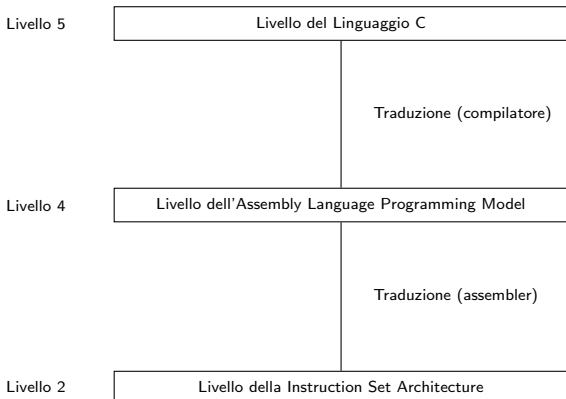 Livello 5 Livello del Linguaggio C
Traduzione (compilatore)
Livello 4 Livello dell'Assembly Language Programming Model
Traduzione (assembler)
Livello 2 Livello della Instruction Set Architecture